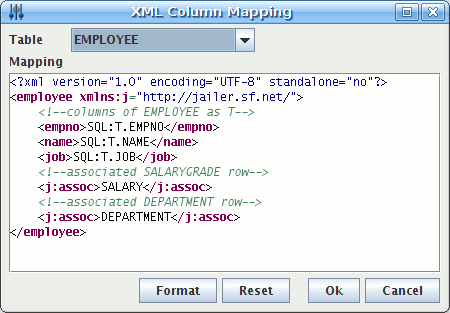 XML Column Mapping
Table EMPLOYEE
Mapping
<?xml version="1.0" encoding="UTF-8" standalone="no"?>
<employee xmlns:j="http://jailer.sf.net/">
<!--columns of EMPLOYEE as T-->
<empno>SQL:T.EMPNO</empno>
<name>SQL:T.NAME</name>
<job>SQL:T.JOB</job>
<!--associated SALARYGRADE row-->
<j:assoc>SALARY</j:assoc>
<!--associated DEPARTMENT row-->
<j:assoc>DEPARTMENT</j:assoc>
</employee>
Format Reset Ok Cancel